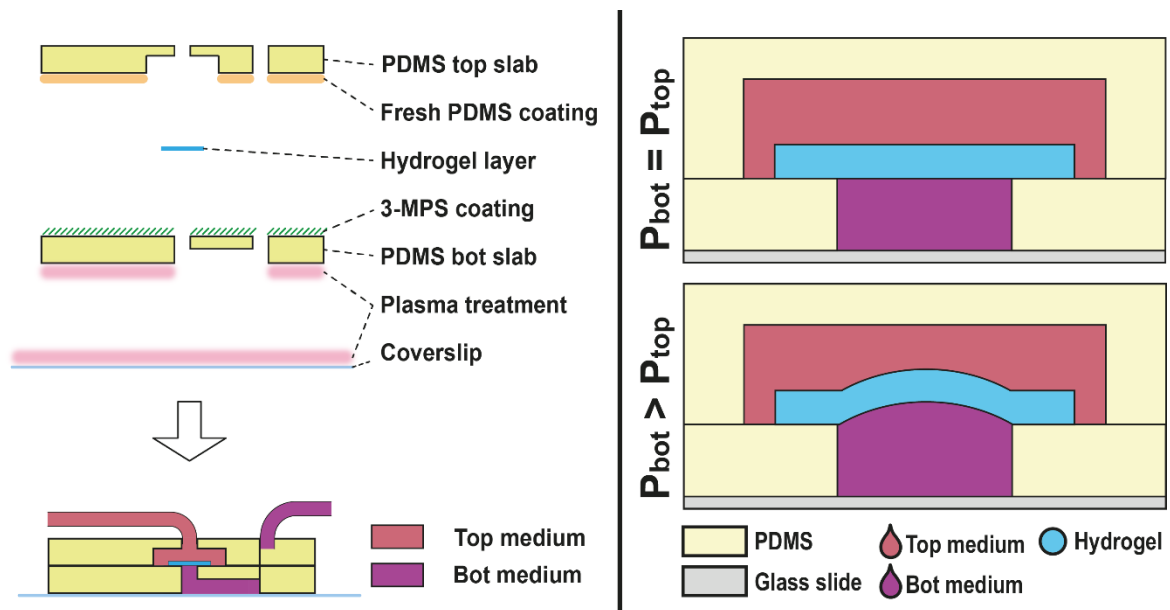 PDMS top slab
Fresh PDMS coating
Hydrogel layer
3-MPS coating
PDMS bot slab
Plasma treatment
Coverslip
Top medium
Bot medium
Pbot = Ptop
Pbot > Ptop
PDMS
Top medium
Hydrogel
Glass slide
Bot medium